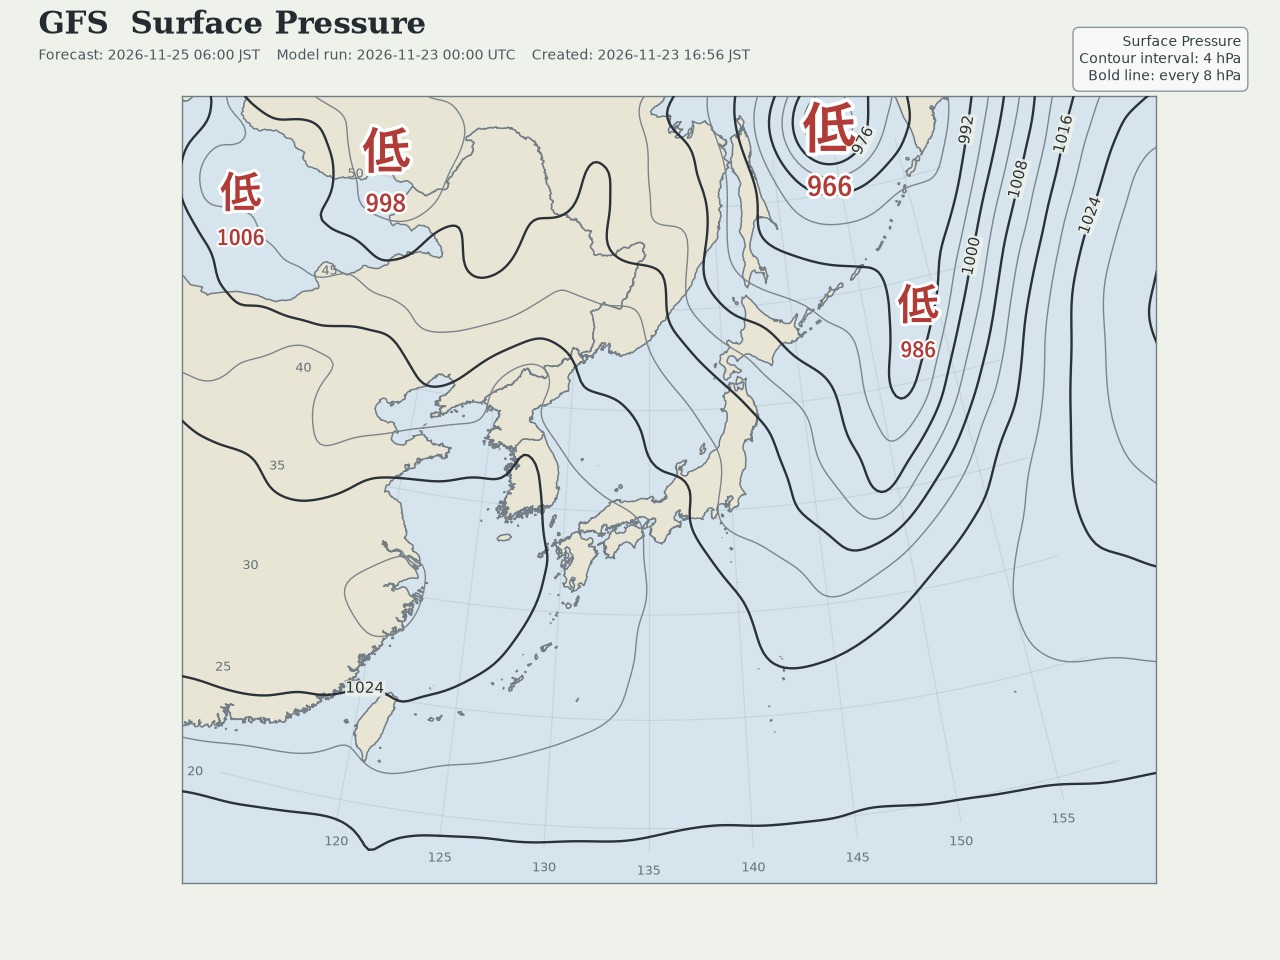 GFS Surface Pressure
Forecast: 2026-11-25 06:00 JST Model run: 2026-11-23 00:00 UTC Created: 2026-11-23 16:56 JST
Surface Pressure
Contour interval: 4 hPa
Bold line: every 8 hPa
低
966
976
低
998
低
1006
低
986
992
1000
1008
1016
1024
1024
50
45
40
35
30
25
20
120
125
130
135
140
145
150
155